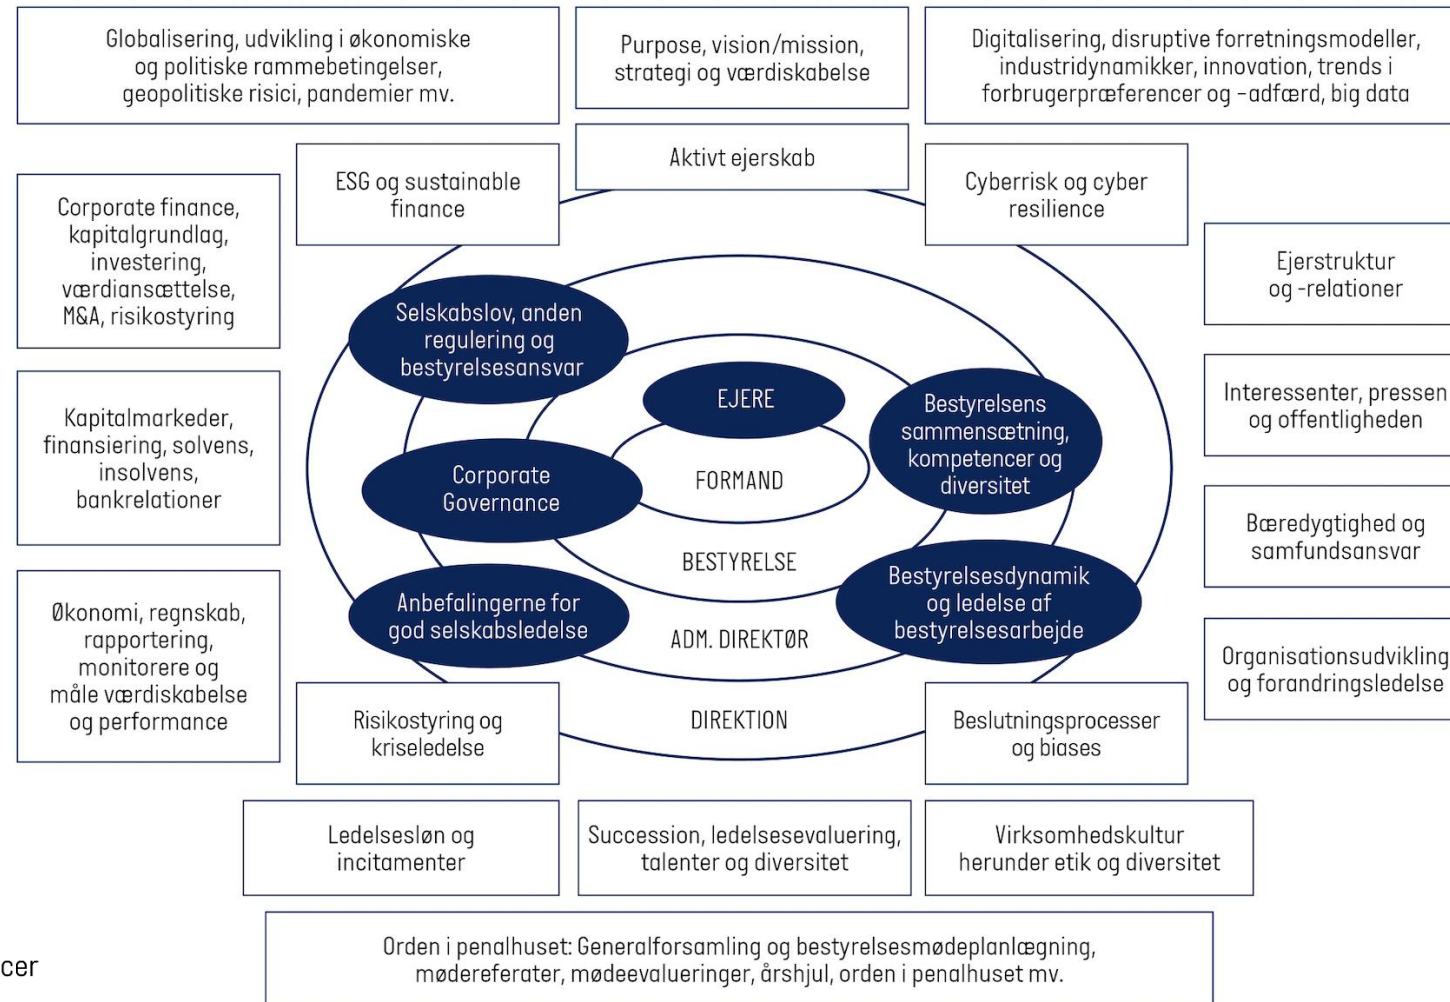 Globalisering, udvikling i økonomiske
og politiske rammebetingelser,
geopolitiske risici, pandemier mv.
Purpose, vision/mission,
strategi og værdiskabelse
Digitalisering, disruptive forretningsmodeller,
industridynamikker, innovation, trends i
forbrugerpræferencer og -adfærd, big data
Aktivt ejerskab
ESG og sustainable
finance
Cyberrisk og cyber
resilience
Corporate finance,
kapitalgrundlag,
investering,
værdiansættelse,
M&A, risikostyring
Ejerstruktur
og -relationer
Selskabslov, anden
regulering og
bestyrelsesansvar
EJERE
Bestyrelsens
sammensætning,
kompetencer og
diversitet
Interessenter, pressen
og offentligheden
Kapitalmarkeder,
finansiering, solvens,
insolvens,
bankrelationer
Corporate
Governance
FORMAND
BESTYRELSE
Bæredygtighed og
samfundsansvar
Anbefalingerne for
god selskabsledelse
Bestyrelsesdynamik
og ledelse af
bestyrelsesarbejde
ADM. DIREKTØR
Økonomi, regnskab,
rapportering,
monitorere og
måle værdiskabelse
og performance
Organisationsudvikling
og forandringsledelse
Risikostyring og
kriseledelse
DIREKTION
Beslutningsprocesser
og biases
Ledelsesløn og
incitamenter
Succession, ledelsesevaluering,
talenter og diversitet
Virksomhedskultur
herunder etik og diversitet
Orden i penalhuset: Generalforsamling og bestyrelsesmødeplanlægning,
mødereferater, mødeevalueringer, årshjul, orden i penalhuset mv.
cer